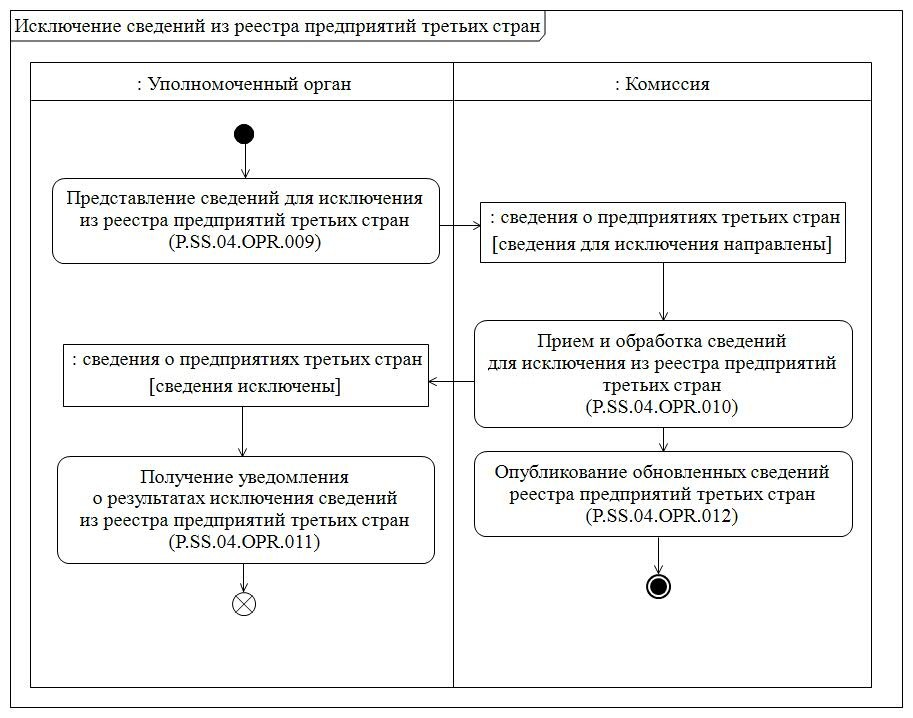 Исключение сведений из реестра предприятий третьих стран
: Уполномоченный орган
: Комиссия
Представление сведений для исключения
из реестра предприятий третьих стран
(P.SS.04.OPR.009)
: сведения о предприятиях третьих стран
[сведения для исключения направлены]
Прием и обработка сведений
для исключения из реестра предприятий
третьих стран
(P.SS.04.OPR.010)
: сведения о предприятиях третьих стран
[сведения исключены]
Получение уведомления
о результатах исключения сведений
из реестра предприятий третьих стран
(P.SS.04.OPR.011)
Опубликование обновленных сведений
реестра предприятий третьих стран
(P.SS.04.OPR.012)